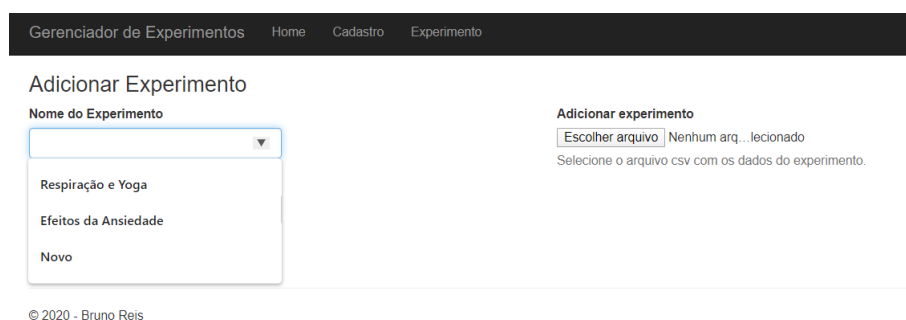 Gerenciador de Experimentos Home Cadastro Experimento
Adicionar Experimento
Nome do Experimento
Respiração e Yoga
Efeitos da Ansiedade
Novo
Adicionar experimento
Escolher arquivo Nenhum arq...lecionado
Selecione o arquivo csv com os dados do experimento.
© 2020 - Bruno Reis